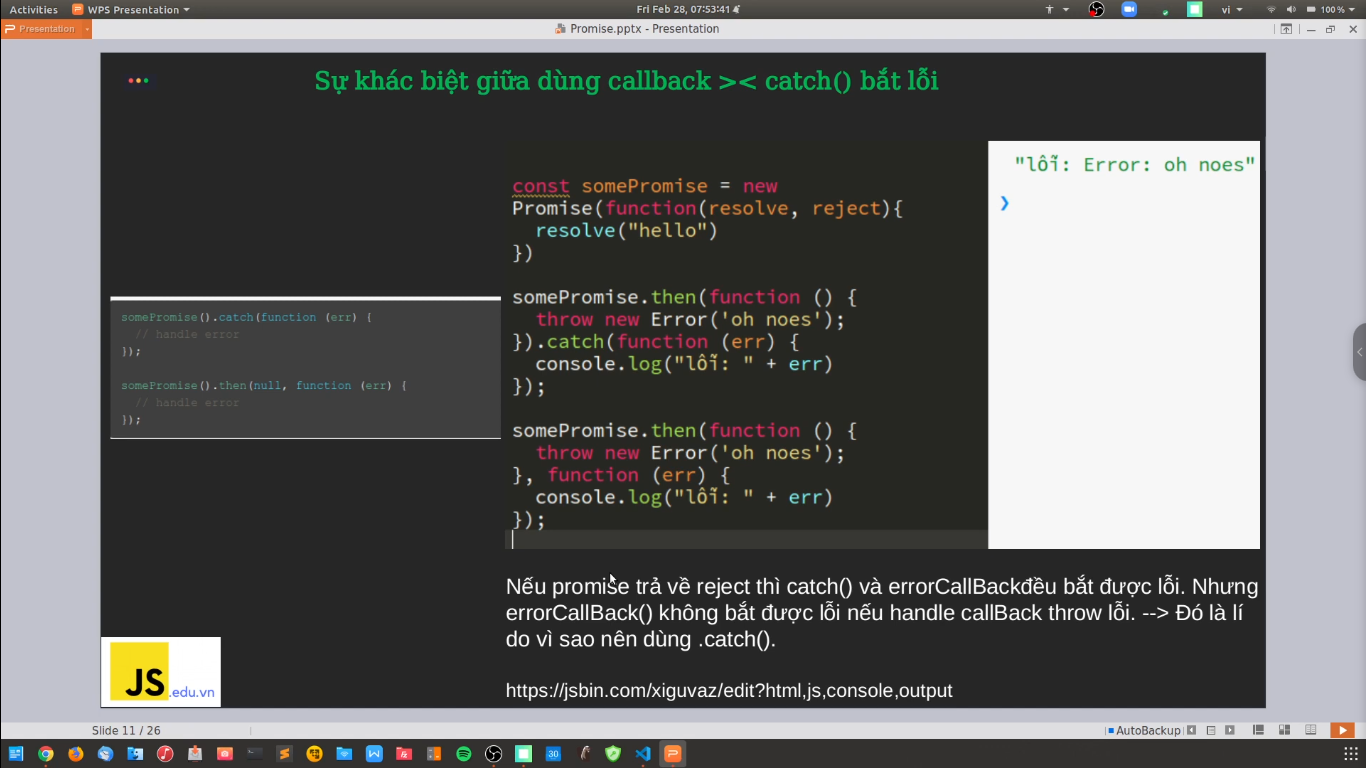 Activities
WPS Presentation
Fri Feb 28, 07:53:41
vi
100 %
Presentation
Promise.pptx - Presentation
Sự khác biệt giữa dùng callback >< catch() bắt lỗi
somePromise().catch(function (err) {
// handle error
});
somePromise().then(null, function (err) {
// handle error
});
const somePromise = new
Promise(function(resolve, reject){
resolve("hello")
})
somePromise.then(function () {
throw new Error('oh noes');
}).catch(function (err) {
console.log("lỗi: " + err)
});
somePromise.then(function () {
throw new Error('oh noes');
}, function (err) {
console.log("lỗi: " + err)
});
"lỗi: Error: oh noes"
Nếu promise trả về reject thì catch() và errorCallBackđều bắt được lỗi. Nhưng
errorCallBack() không bắt được lỗi nếu handle callBack throw lỗi. --> Đó là lí
do vì sao nên dùng .catch().
https://jsbin.com/xiguvaz/edit?html,js,console,output
JS
.edu.vn
Slide 11 / 26
AutoBackup
30